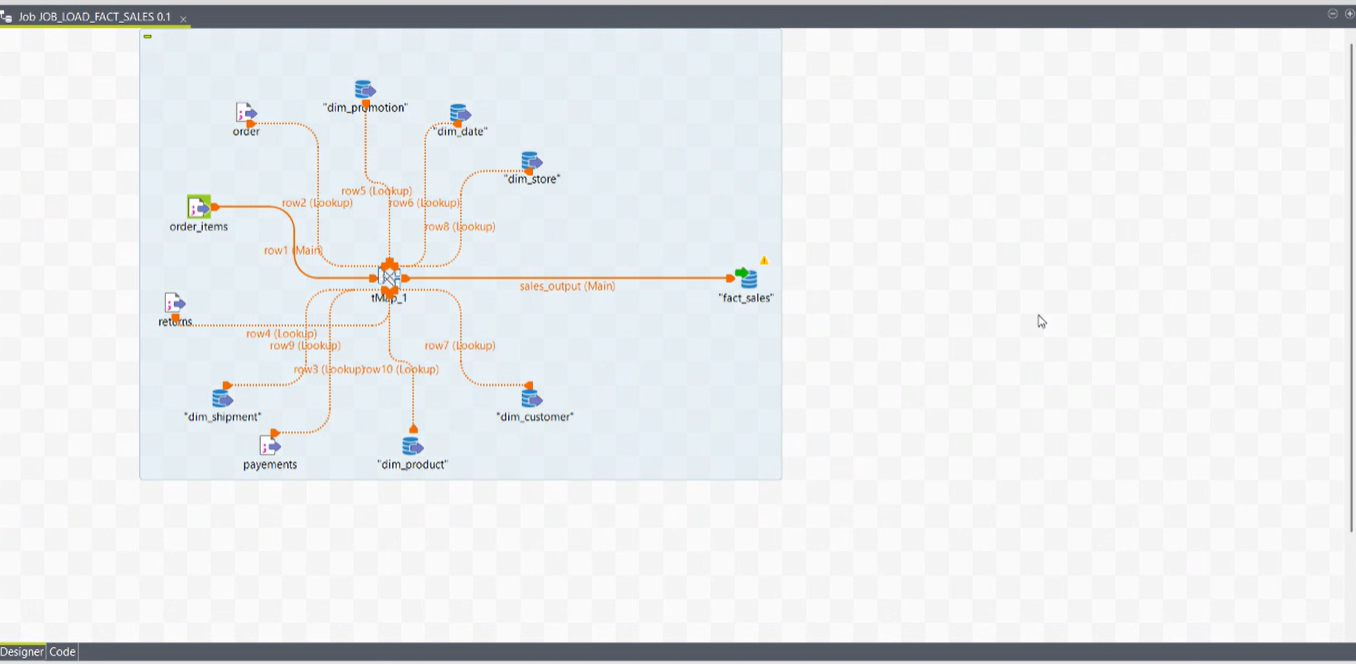 Job JOB_LOAD_FACT_SALES 0.1
"dim_promotion"
order
"dim_date"
"dim_store"
row5 (Lookup)
row2 (Lookup)
row6 (Lookup)
order_items
row8 (Lookup)
row1 (Main)
sales_output (Main)
tMap_1
"fact_sales"
returns
row4 (Lookup)
row9 (Lookup)
row7 (Lookup)
row3 (Lookup)
row10 (Lookup)
"dim_shipment"
"dim_customer"
payements
"dim_product"
Designer
Code